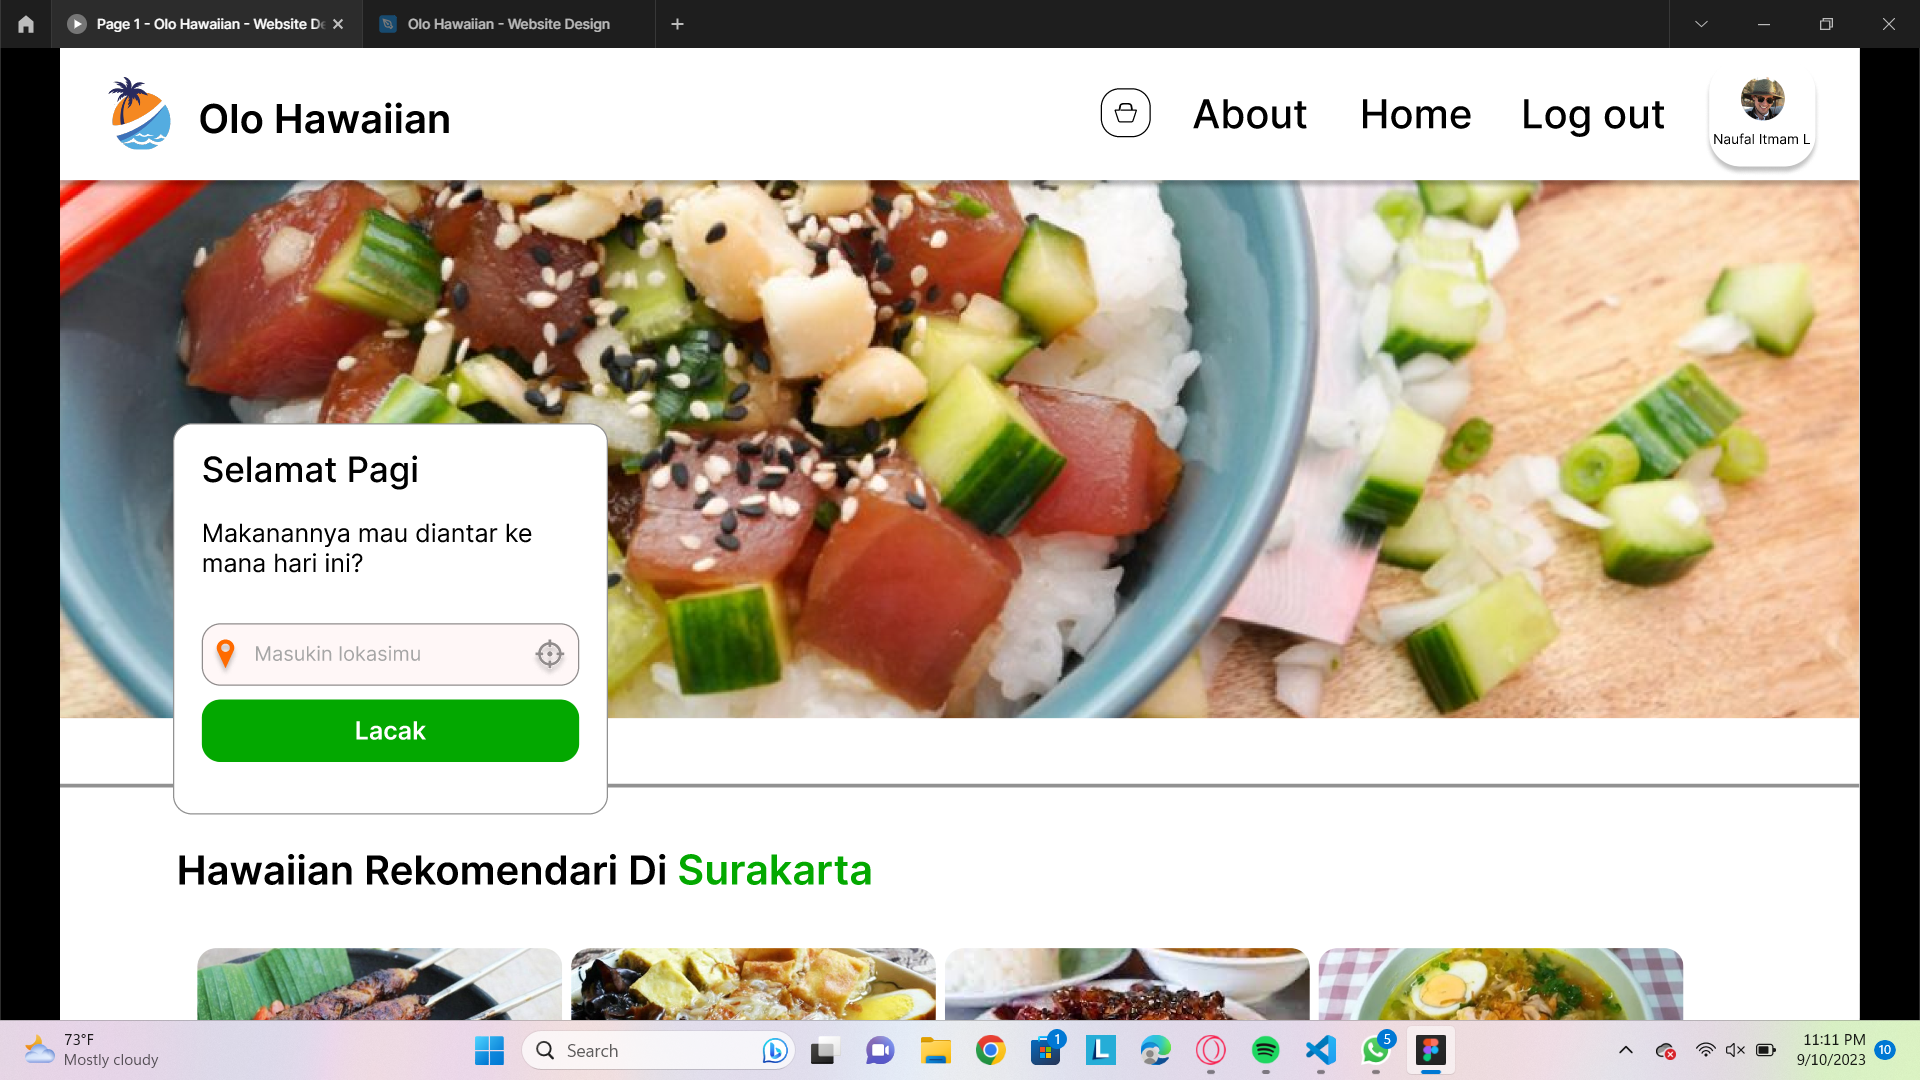 Page 1 - Olo Hawaiian - Website De
Olo Hawaiian - Website Design
Olo Hawaiian
About
Home
Log out
Naufal Itmam L
Selamat Pagi
Makanannya mau diantar ke
mana hari ini?
Masukin lokasimu
Lacak
Hawaiian Rekomendari Di Surakarta
73°F
Mostly cloudy
Search
1
L
5
11:11 PM
9/10/2023
10